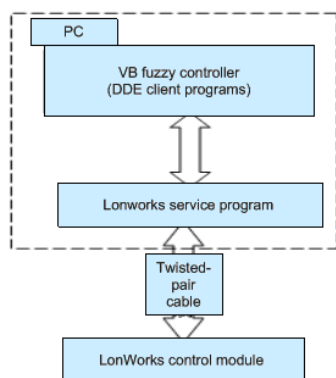 PC
VB fuzzy controller
(DDE client programs)
Lonworks service program
Twisted-
pair
cable
LonWorks control module